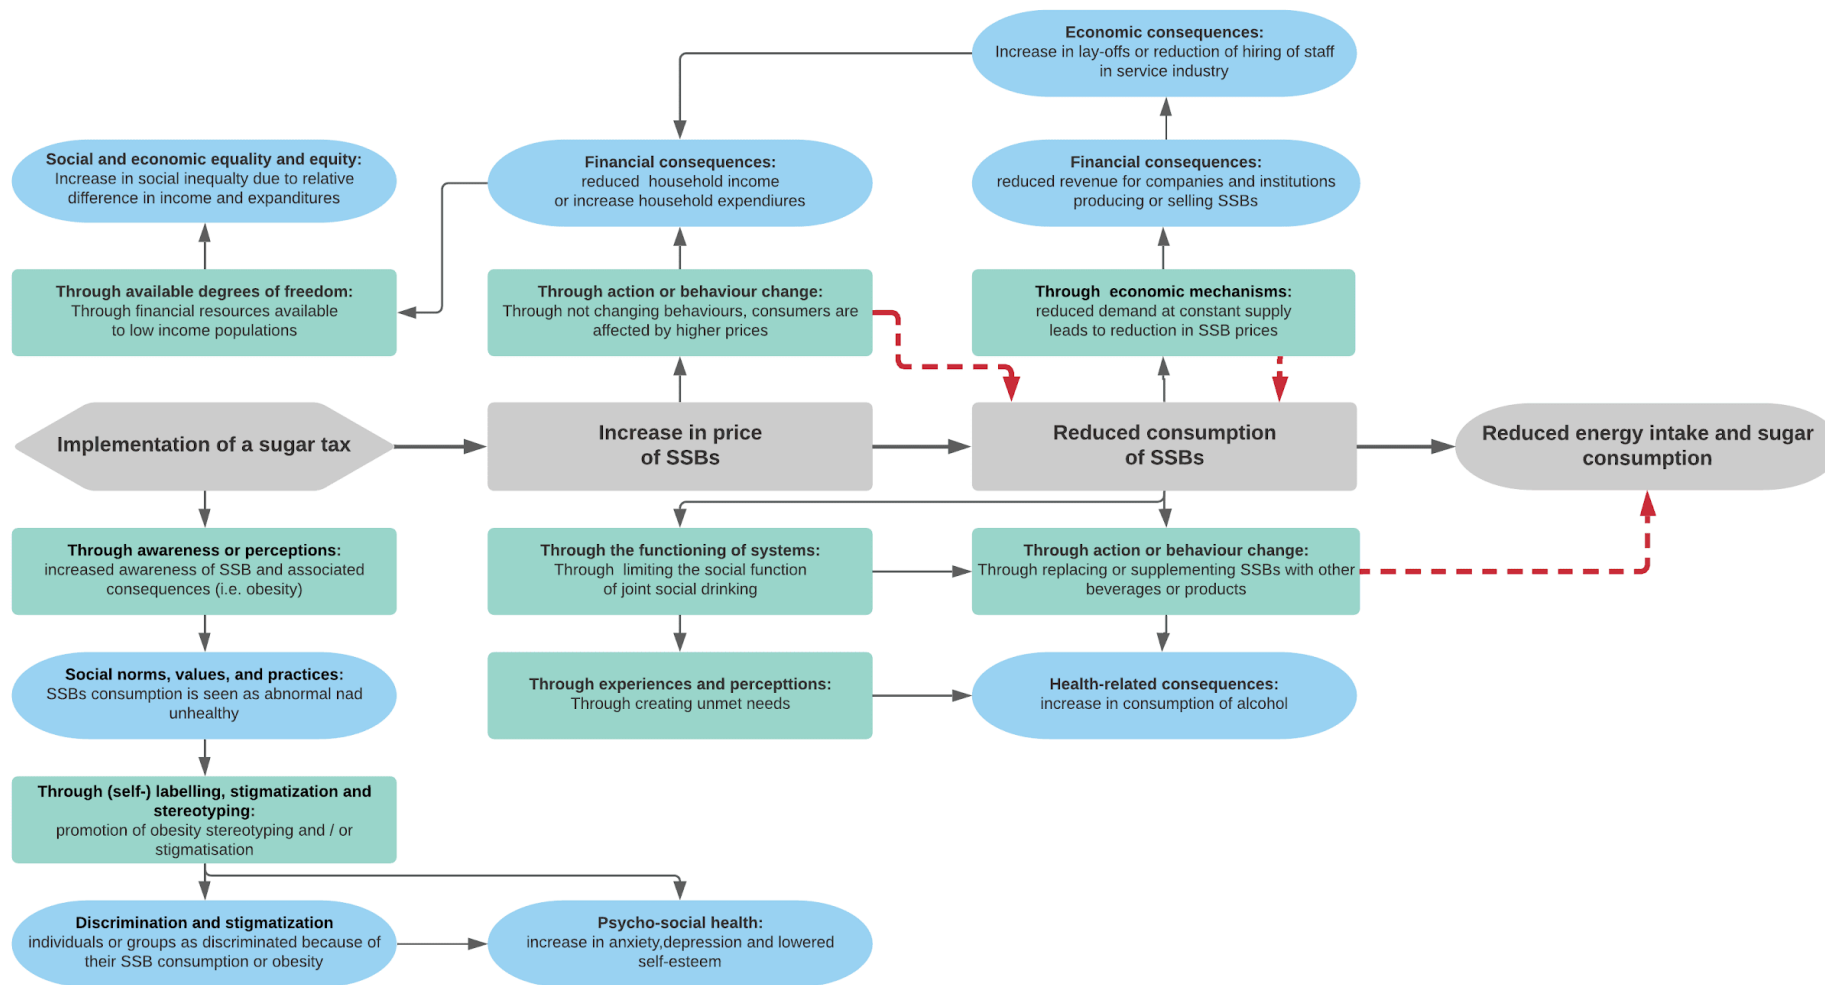 Economic consequences:
Increase in lay-offs or reduction of hiring of staff
in service industry
Social and economic equality and equity:
Increase in social inequalty due to relative
difference in income and expanditures
Financial consequences:
reduced household income
or increase household expendiures
Financial consequences:
reduced revenue for companies and institutions
producing or selling SSBs
Through available degrees of freedom:
Through financial resources available
to low income populations
Through action or behaviour change:
Through not changing behaviours, consumers are
affected by higher prices
Through economic mechanisms:
reduced demand at constant supply
leads to reduction in SSB prices
Implementation of a sugar tax
Increase in price
of SSBs
Reduced consumption
of SSBs
Reduced energy intake and sugar
consumption
Through awareness or perceptions:
increased awareness of SSB and associated
consequences (i.e. obesity)
Through the functioning of systems:
Through limiting the social function
of joint social drinking
Through action or behaviour change:
Through replacing or supplementing SSBs with other
beverages or products
Social norms, values, and practices:
SSBs consumption is seen as abnormal nad
unhealthy
Through experiences and percepttions:
Through creating unmet needs
Health-related consequences:
increase in consumption of alcohol
Through (self-) labelling, stigmatization and
stereotyping:
promotion of obesity stereotyping and / or
stigmatisation
Discrimination and stigmatization
individuals or groups as discriminated because of
their SSB consumption or obesity
Psycho-social health:
increase in anxiety,depression and lowered
self-esteem